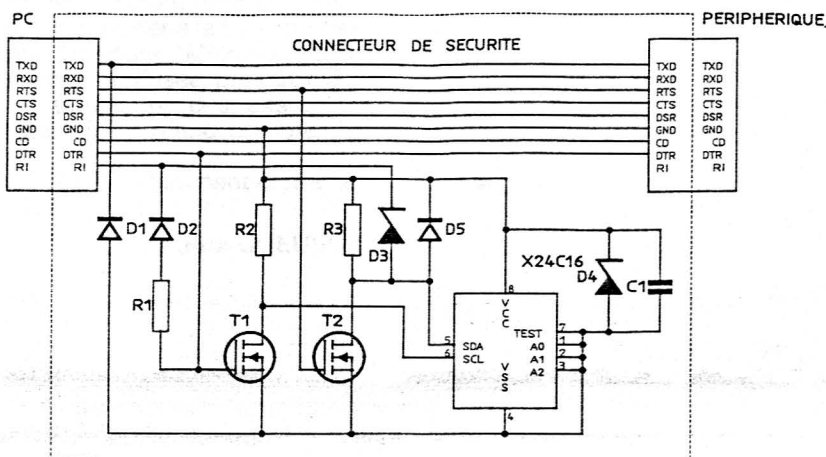 PC
PERIPHERIQUE
CONNECTEUR DE SECURITE
TXD TXD
RXD RXD
RTS RTS
CTS CTS
DSR DSR
GND GND
CD CD
DTR DTR
RI RI
TXD TXD
RXD RXD
RTS RTS
CTS CTS
DSR DSR
GND GND
CD CD
DTR DTR
RI RI
D1
D2
R2
R3
D3
D5
R1
T1
T2
X24C16
D4
C1
8
VCC
TEST 7
5 SDA
A0 1
6 SCL
A1 2
A2 3
VSS
4